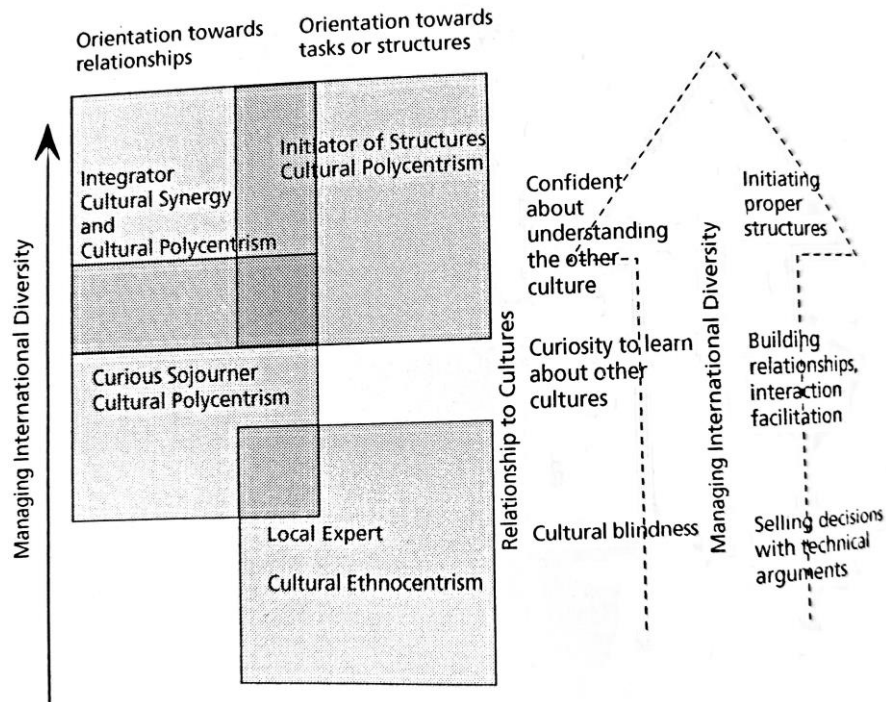 Orientation towards
relationships
Orientation towards
tasks or structures
Managing International Diversity
Integrator
Cultural Synergy
and
Cultural Polycentrism
Initiator of Structures
Cultural Polycentrism
Curious Sojourner
Cultural Polycentrism
Local Expert
Cultural Ethnocentrism
Relationship to Cultures
Confident
about
understanding
the other
culture
Curiosity to learn
about other
cultures
Cultural blindness
Managing International Diversity
Initiating
proper
structures
Building
relationships,
interaction
facilitation
Selling decisions
with technical
arguments